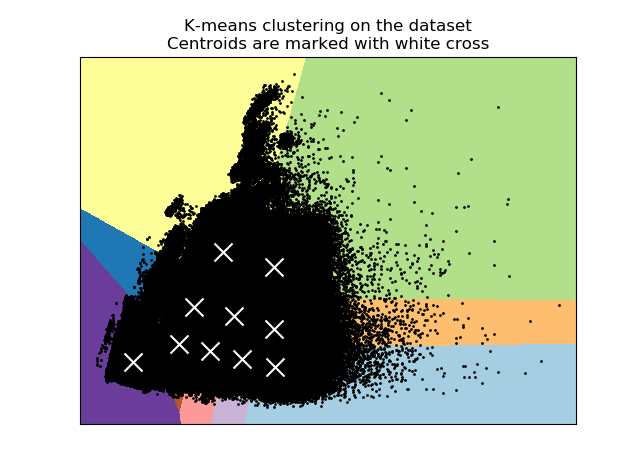 K-means clustering on the dataset
Centroids are marked with white cross